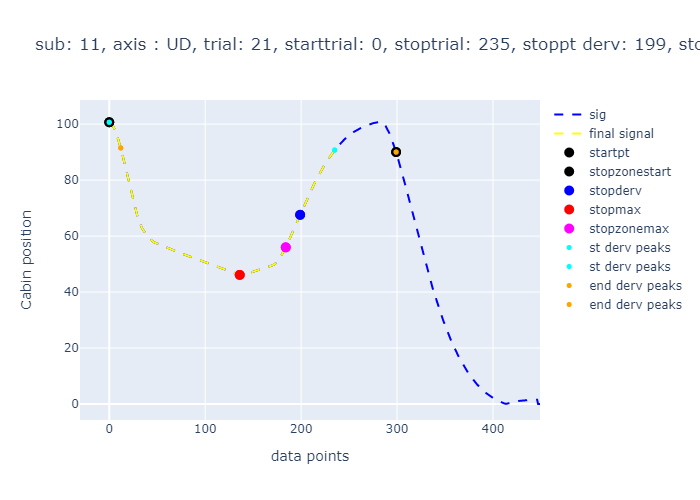 sub: 11, axis : UD, trial: 21, starttrial: 0, stoptrial: 235, stoppt derv: 199, sto
100
80
60
40
20
0
Cabin position
0
100
200
300
400
data points
sig
final signal
startpt
stopzonestart
stopderv
stopmax
stopzonemax
st derv peaks
st derv peaks
end derv peaks
end derv peaks